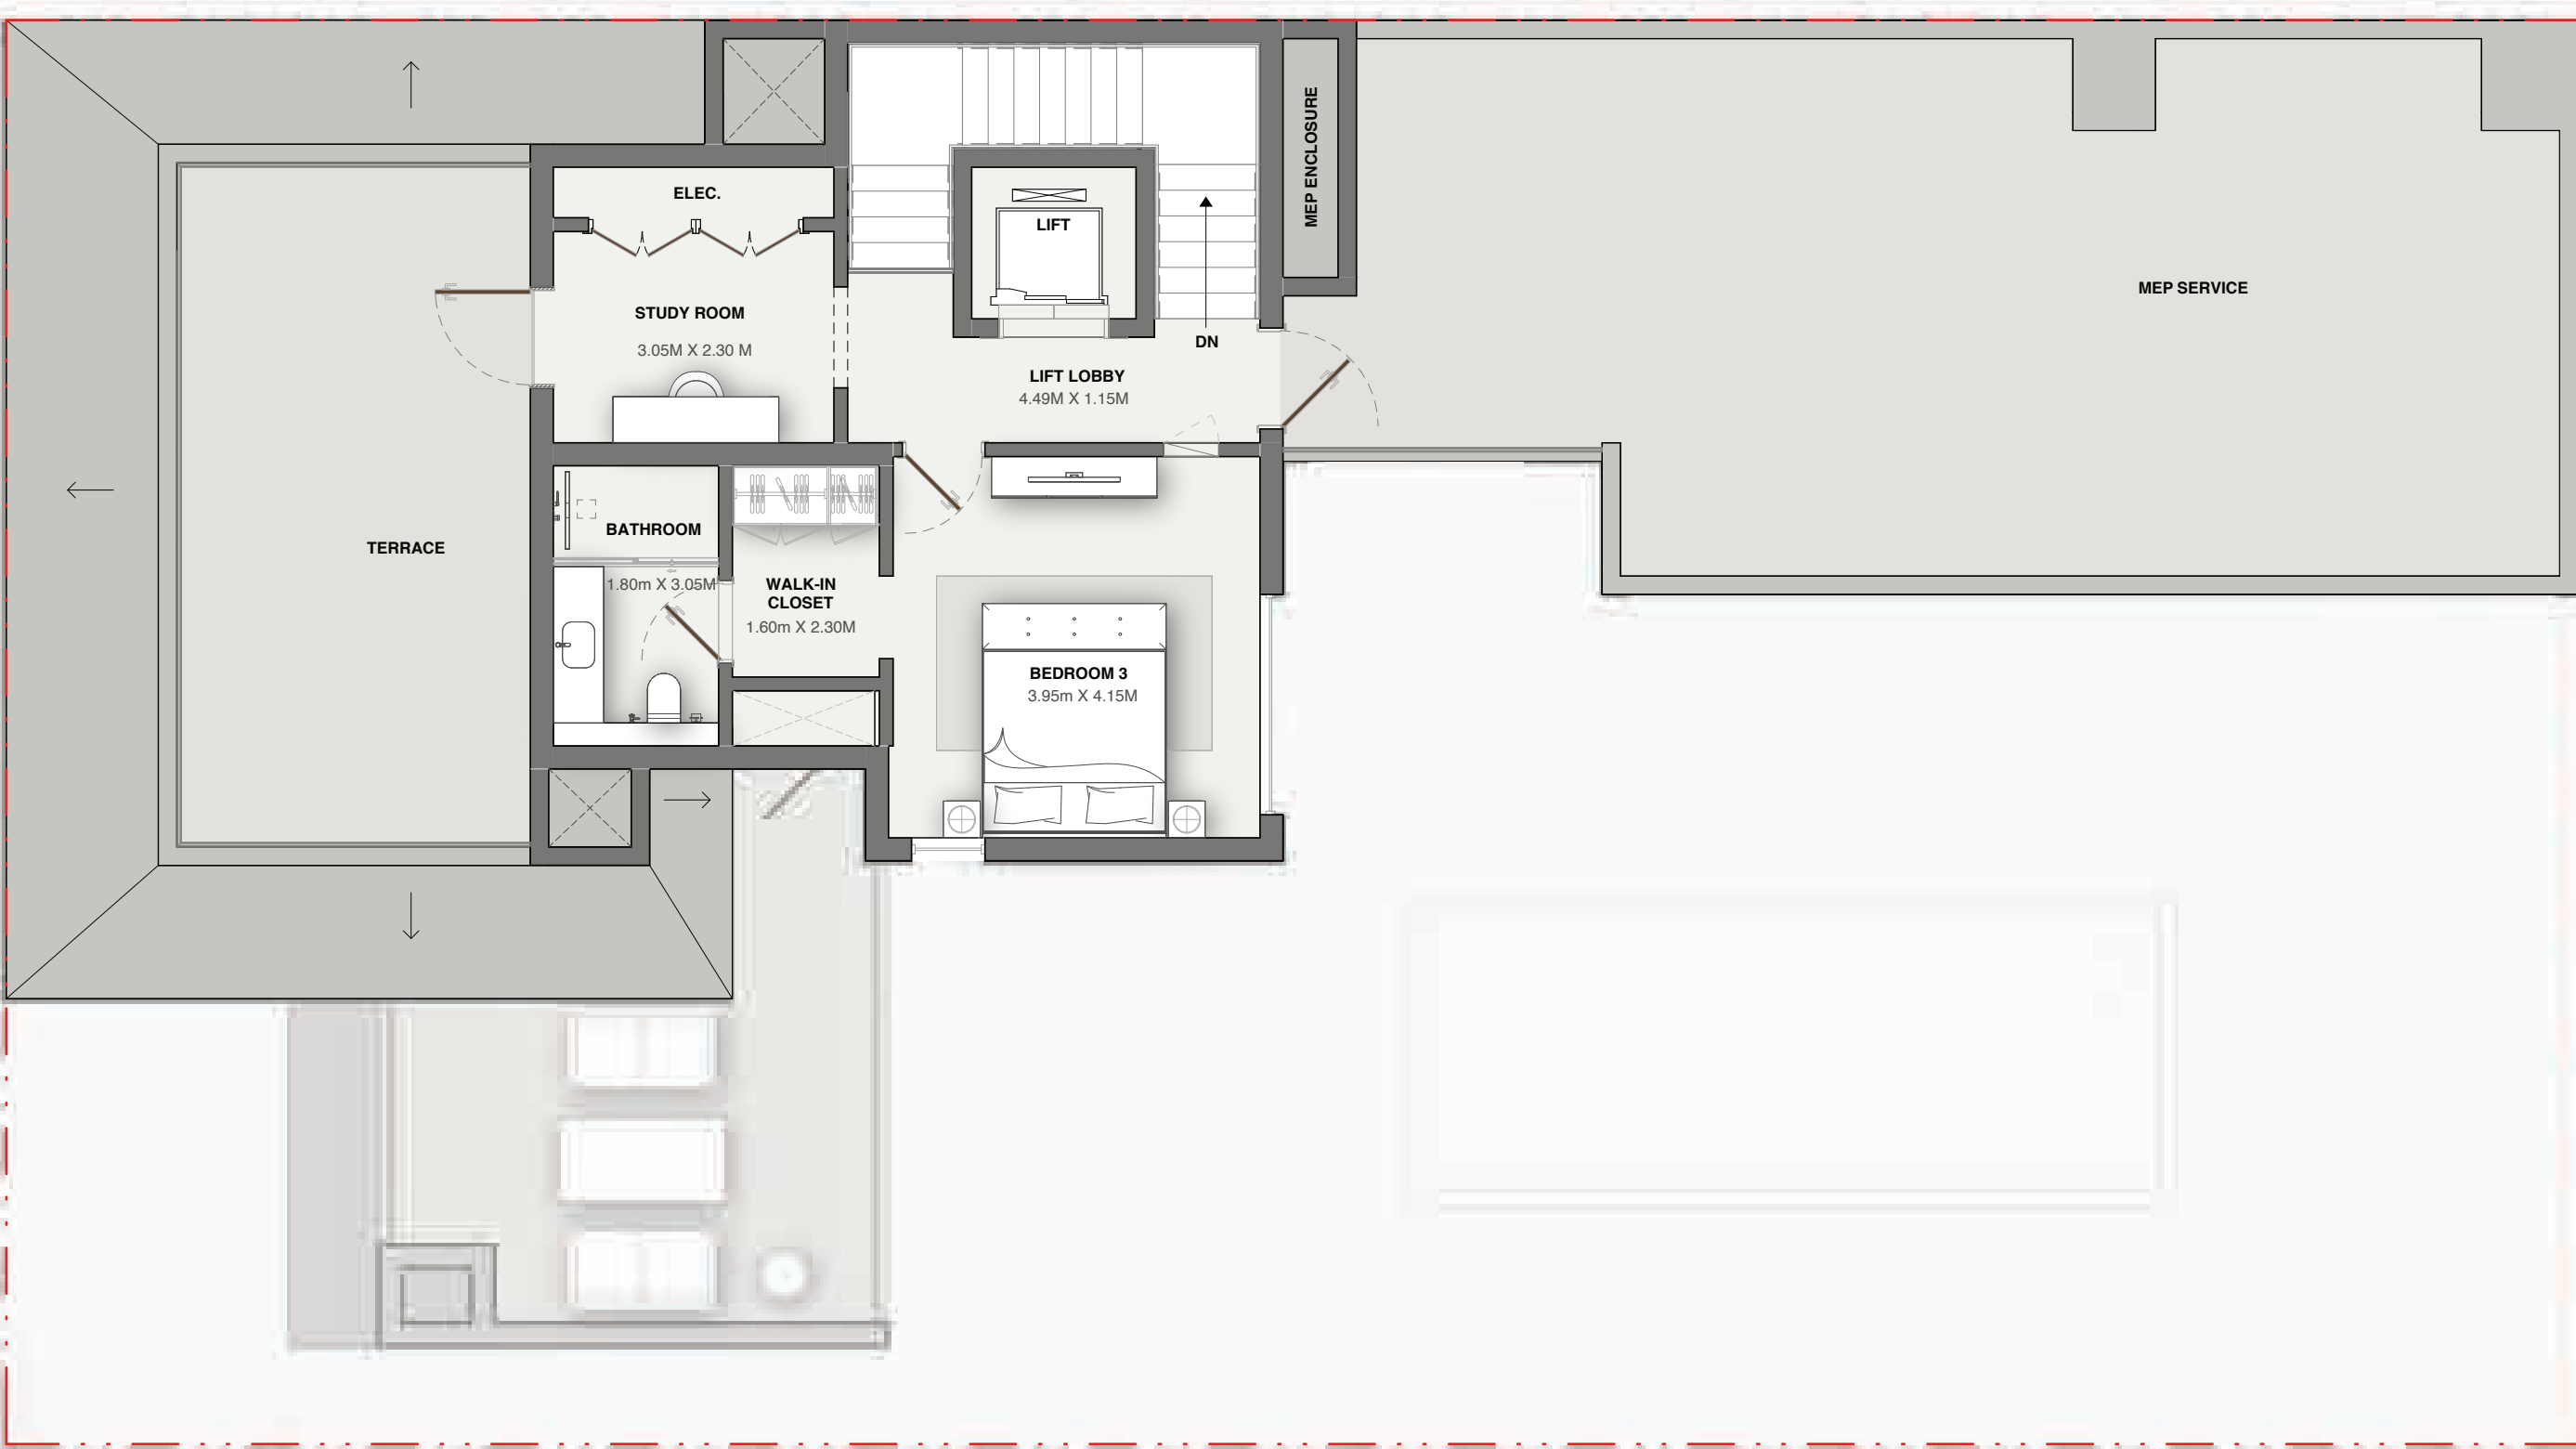 ELEC.
STUDY ROOM
3.05M X 2.30 M
LIFT
DN
LIFT LOBBY
4.49M X 1.15M
MEP ENCLOSURE
MEP SERVICE
TERRACE
BATHROOM
1.80m X 3.05M
WALK-IN
CLOSET
1.60m X 2.30M
BEDROOM 3
3.95m X 4.15M